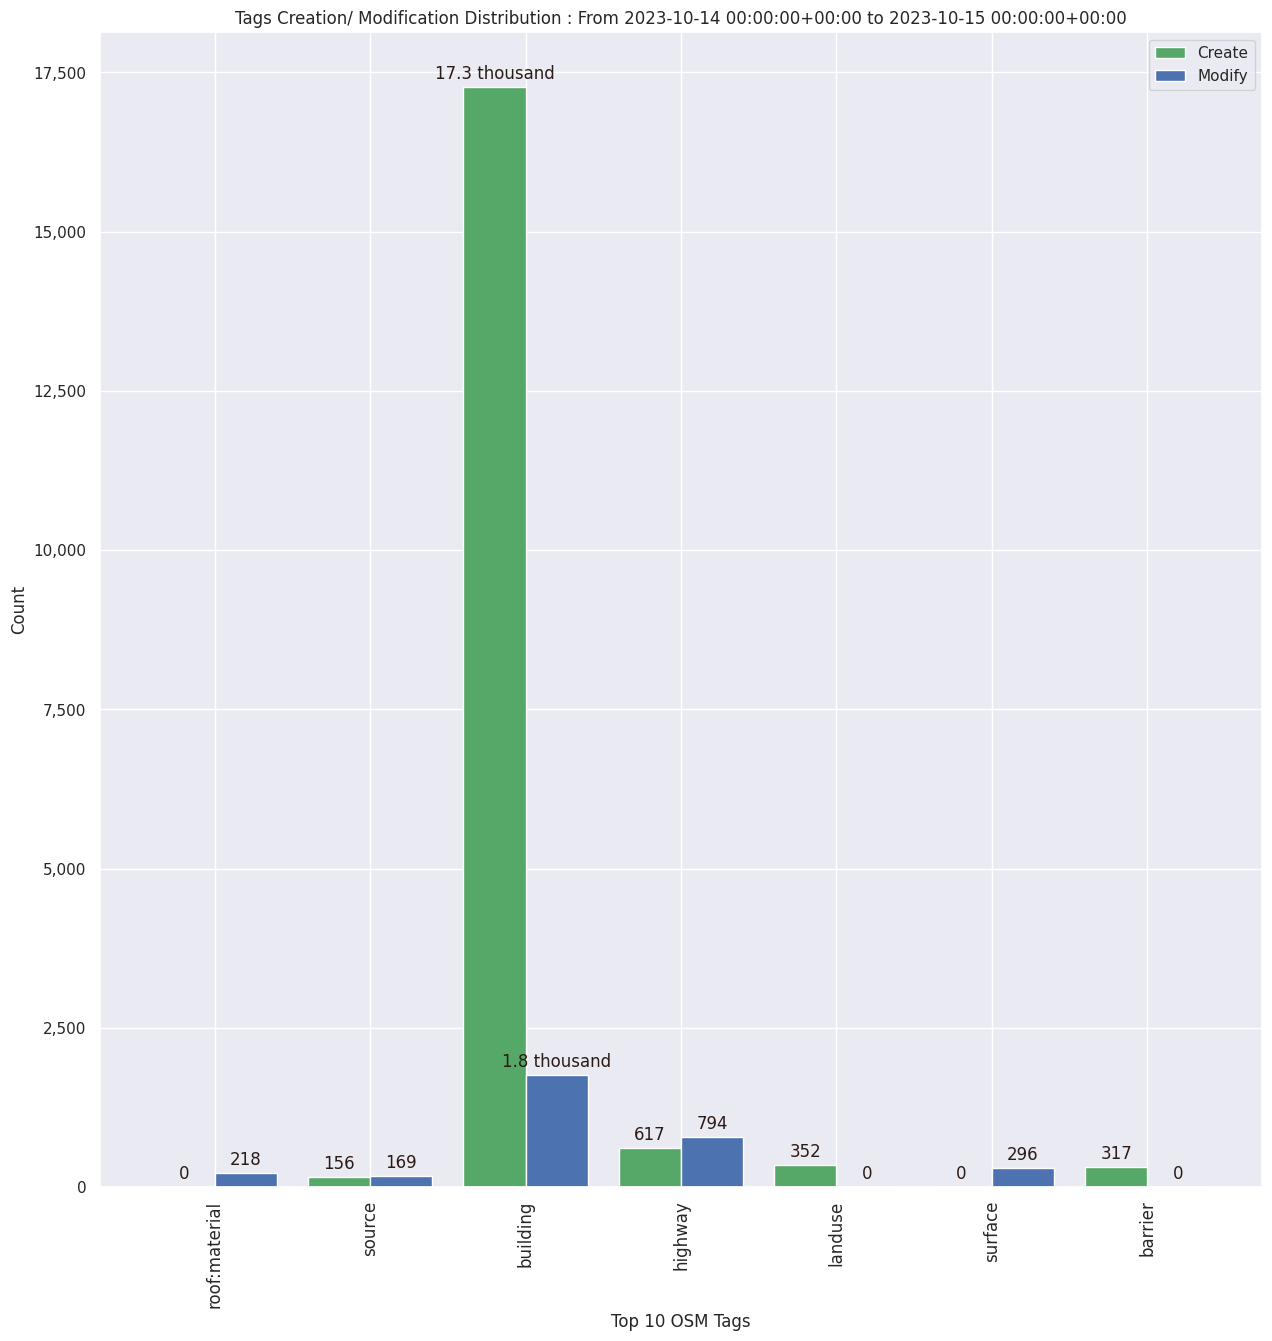 Tags Creation/ Modification Distribution : From 2023-10-14 00:00:00+00:00 to 2023-10-15 00:00:00+00:00
Create
Modify
17,500
15,000
12,500
10,000
7,500
5,000
2,500
0
Count
0
218
156
169
17.3 thousand
1.8 thousand
617
794
352
0
0
296
317
0
roof:material
source
building
highway
landuse
surface
barrier
Top 10 OSM Tags